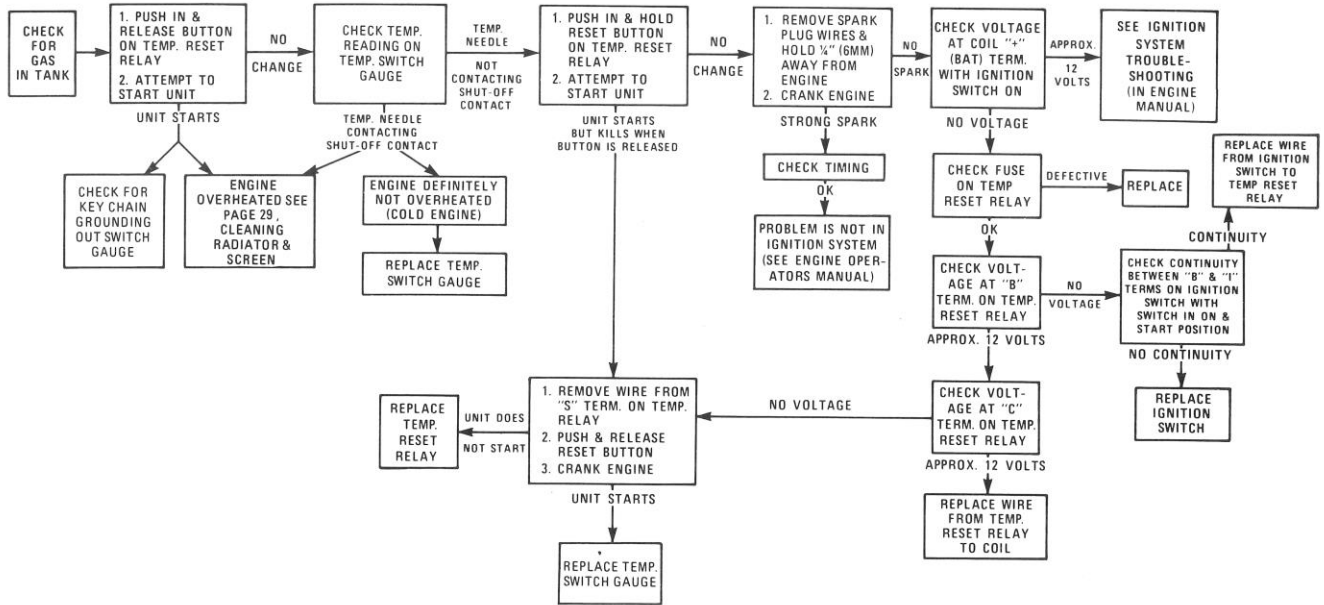 CHECK
FOR
GAS
IN TANK
1. PUSH IN &
RELEASE BUTTON
ON TEMP. RESET
RELAY
2. ATTEMPT TO
START UNIT
NO
CHANGE
CHECK TEMP.
READING ON
TEMP. SWITCH
GAUGE
TEMP.
NEEDLE
NOT
CONTACTING
SHUT-OFF
CONTACT
1. PUSH IN & HOLD
RESET BUTTON
ON TEMP. RESET
RELAY
2. ATTEMPT TO
START UNIT
NO
CHANGE
1. REMOVE SPARK
PLUG WIRES &
HOLD ¼" (6MM)
AWAY FROM
ENGINE
2. CRANK ENGINE
NO
SPARK
CHECK VOLTAGE
AT COIL "+"
(BAT) TERM.
WITH IGNITION
SWITCH ON
APPROX.
12
VOLTS
SEE IGNITION
SYSTEM
TROUBLE-
SHOOTING
(IN ENGINE
MANUAL)
UNIT STARTS
TEMP. NEEDLE
CONTACTING
SHUT-OFF
CONTACT
UNIT STARTS
BUT KILLS WHEN
BUTTON IS RELEASED
STRONG SPARK
NO VOLTAGE
CHECK FOR
KEY CHAIN
GROUNDING
OUT SWITCH
GAUGE
ENGINE
OVERHEATED SEE
PAGE 29,
CLEANING
RADIATOR &
SCREEN
ENGINE DEFINITELY
NOT OVERHEATED
(COLD ENGINE)
REPLACE TEMP.
SWITCH GAUGE
CHECK TIMING
OK
PROBLEM IS NOT IN
IGNITION SYSTEM
(SEE ENGINE OPER-
ATORS MANUAL)
CHECK FUSE
ON TEMP
RESET RELAY
DEFECTIVE
REPLACE
REPLACE WIRE
FROM IGNITION
SWITCH TO
TEMP RESET
RELAY
OK
CONTINUITY
CHECK VOLT-
AGE AT "B"
TERM. ON TEMP.
RESET RELAY
NO
VOLTAGE
CHECK CONTINUITY
BETWEEN "B" & "I"
TERMS ON IGNITION
SWITCH WITH
SWITCH IN ON &
START POSITION
APPROX. 12 VOLTS
NO CONTINUITY
REPLACE
IGNITION
SWITCH
REPLACE
TEMP.
RESET
RELAY
UNIT DOES
NOT START
1. REMOVE WIRE FROM
"S" TERM. ON TEMP.
RELAY
2. PUSH & RELEASE
RESET BUTTON
3. CRANK ENGINE
NO VOLTAGE
CHECK VOLT-
AGE AT "C"
TERM. ON TEMP.
RESET RELAY
UNIT STARTS
APPROX. 12 VOLTS
REPLACE TEMP.
SWITCH GAUGE
REPLACE WIRE
FROM TEMP.
RESET RELAY
TO COIL